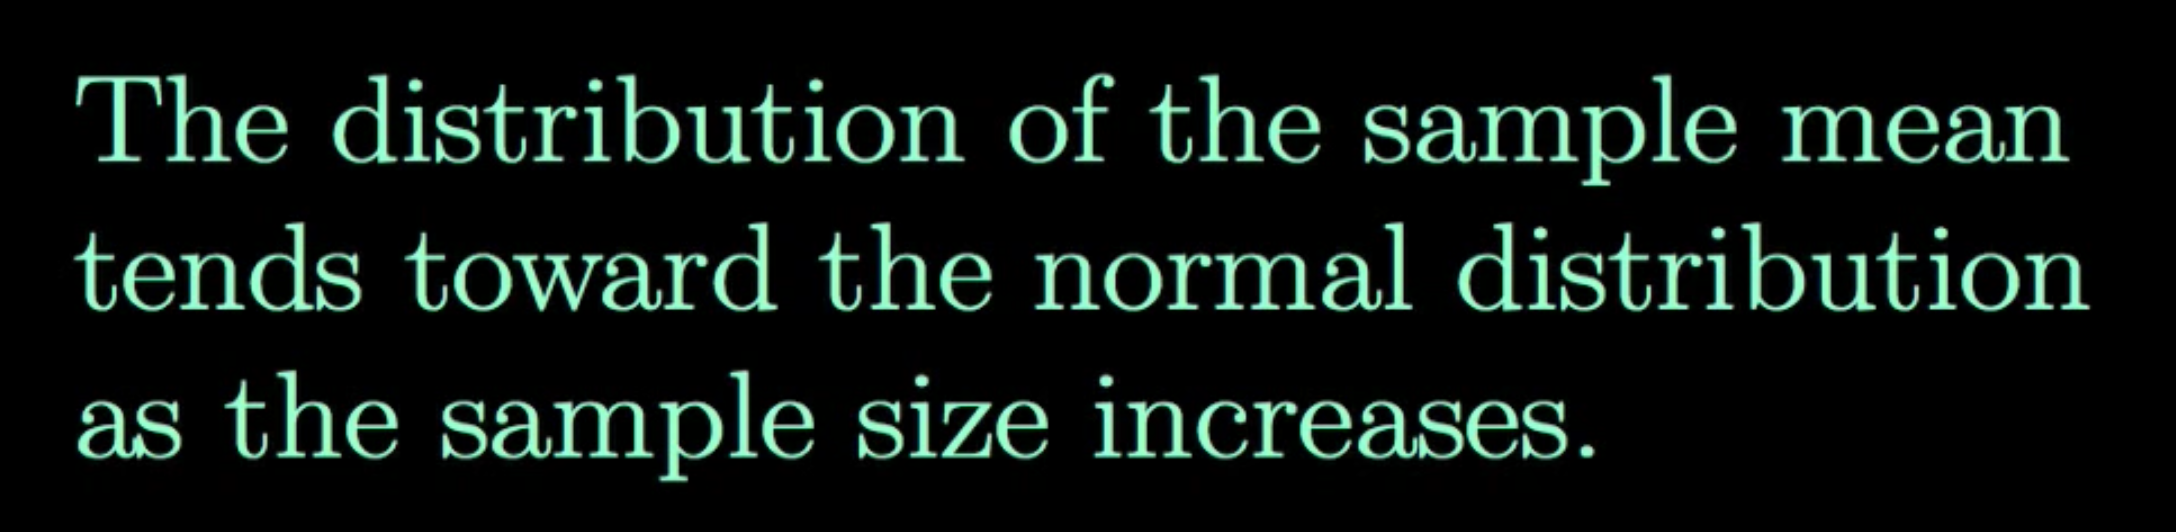 The distribution of the sample mean
tends toward the normal distribution
as the sample size increases.